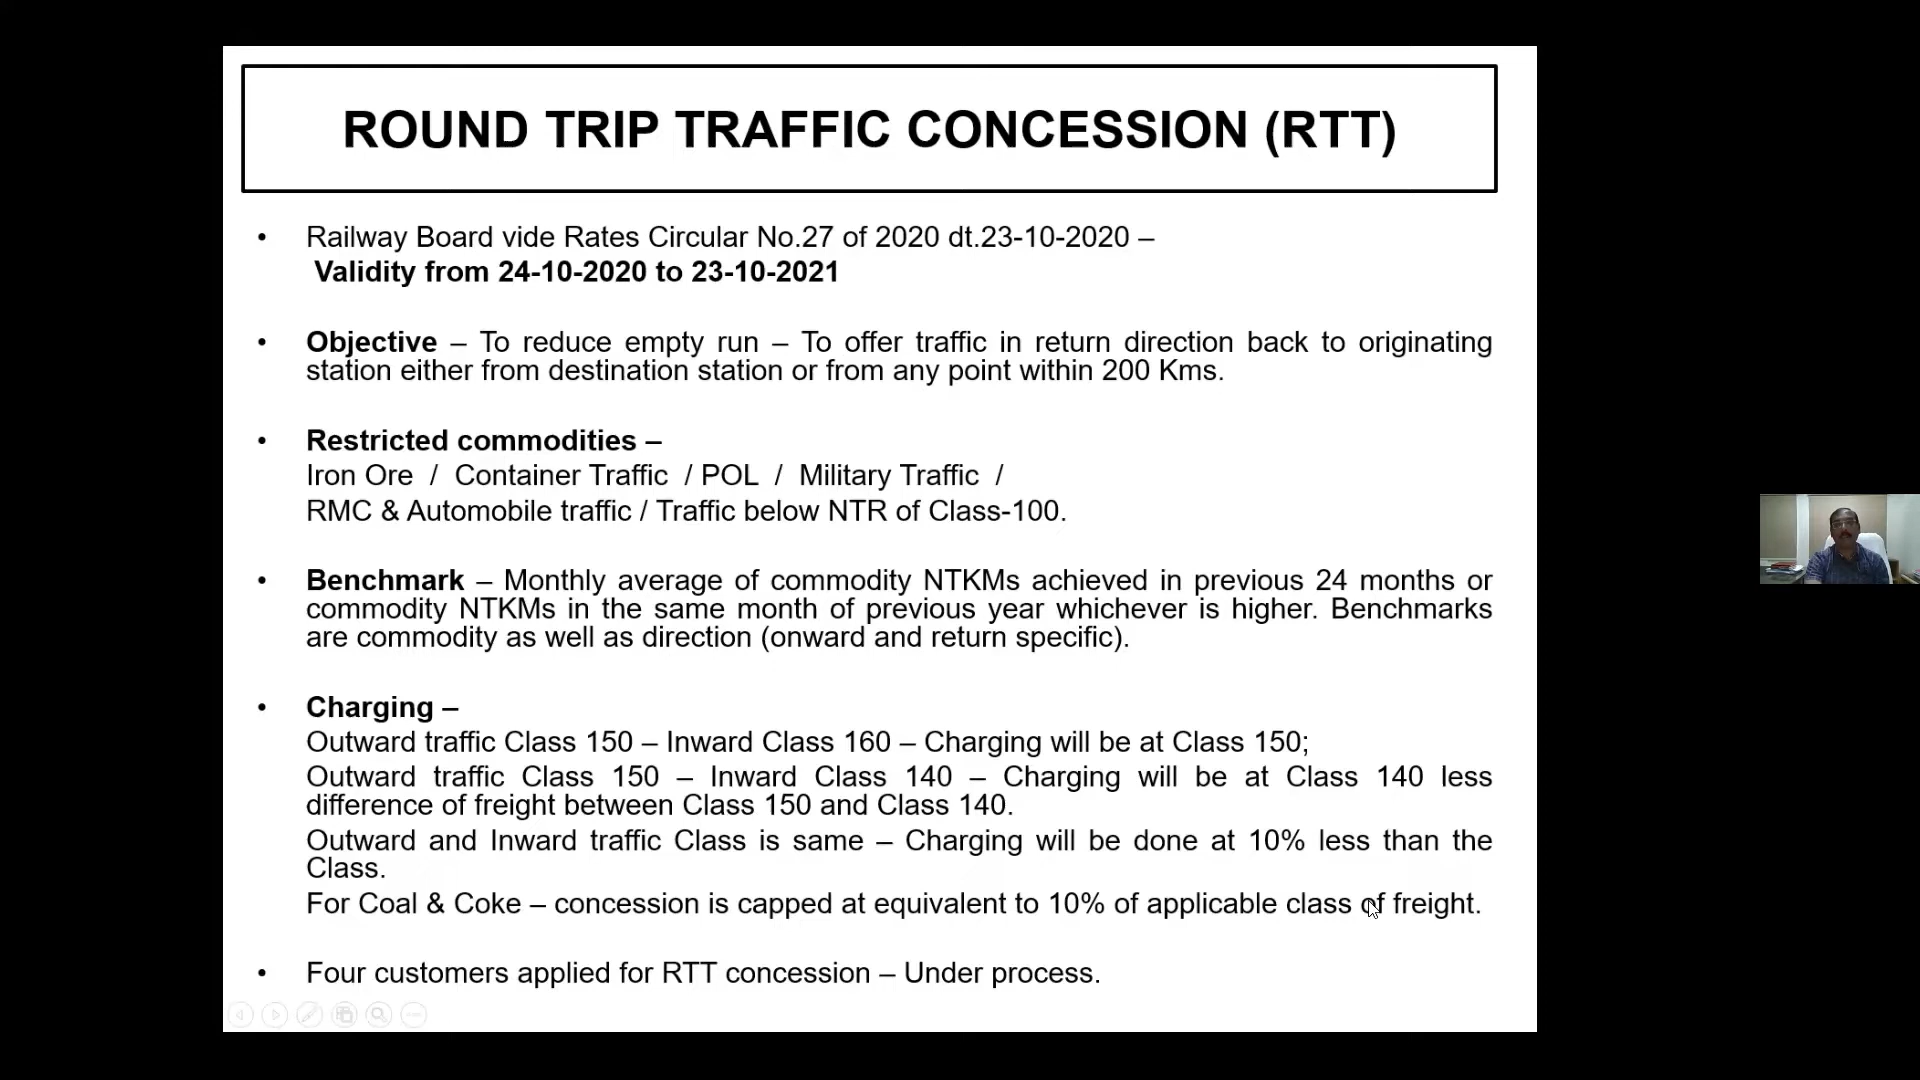 ROUND TRIP TRAFFIC CONCESSION (RTT)
• Railway Board vide Rates Circular No.27 of 2020 dt.23-10-2020 –
Validity from 24-10-2020 to 23-10-2021
• Objective – To reduce empty run – To offer traffic in return direction back to originating
station either from destination station or from any point within 200 Kms.
• Restricted commodities –
Iron Ore / Container Traffic / POL / Military Traffic /
RMC & Automobile traffic / Traffic below NTR of Class-100.
• Benchmark – Monthly average of commodity NTKMs achieved in previous 24 months or
commodity NTKMs in the same month of previous year whichever is higher. Benchmarks
are commodity as well as direction (onward and return specific).
• Charging –
Outward traffic Class 150 – Inward Class 160 – Charging will be at Class 150;
Outward traffic Class 150 – Inward Class 140 – Charging will be at Class 140 less
difference of freight between Class 150 and Class 140.
Outward and Inward traffic Class is same – Charging will be done at 10% less than the
Class.
For Coal & Coke – concession is capped at equivalent to 10% of applicable class of freight.
• Four customers applied for RTT concession – Under process.